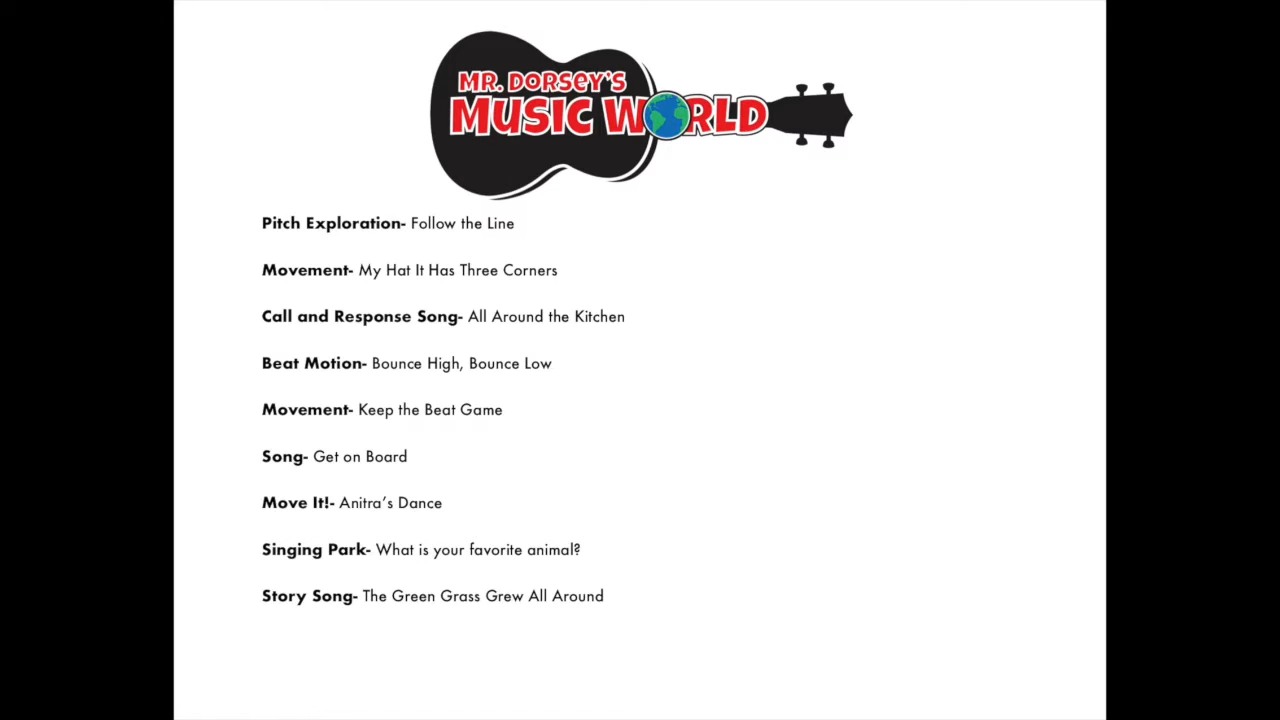 MR. DORSEY'S
MUSIC WORLD
Pitch Exploration- Follow the Line
Movement- My Hat It Has Three Corners
Call and Response Song- All Around the Kitchen
Beat Motion- Bounce High, Bounce Low
Movement- Keep the Beat Game
Song- Get on Board
Move It!- Anitra's Dance
Singing Park- What is your favorite animal?
Story Song- The Green Grass Grew All Around